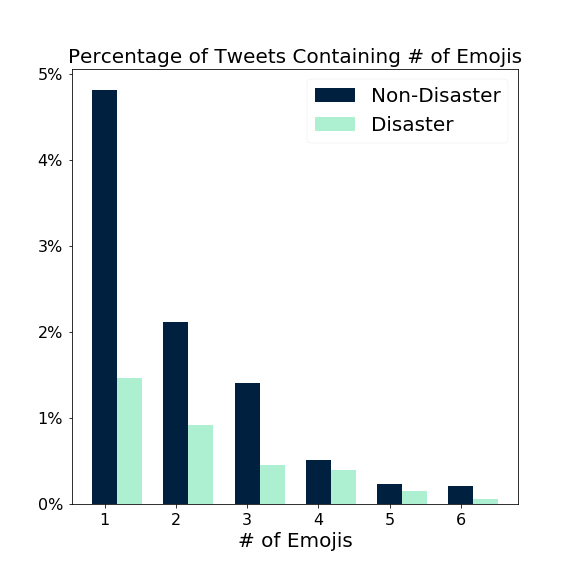 Percentage of Tweets Containing # of Emojis
Non-Disaster
Disaster
5%
4%
3%
2%
1%
0%
1 2 3 4 5 6
# of Emojis